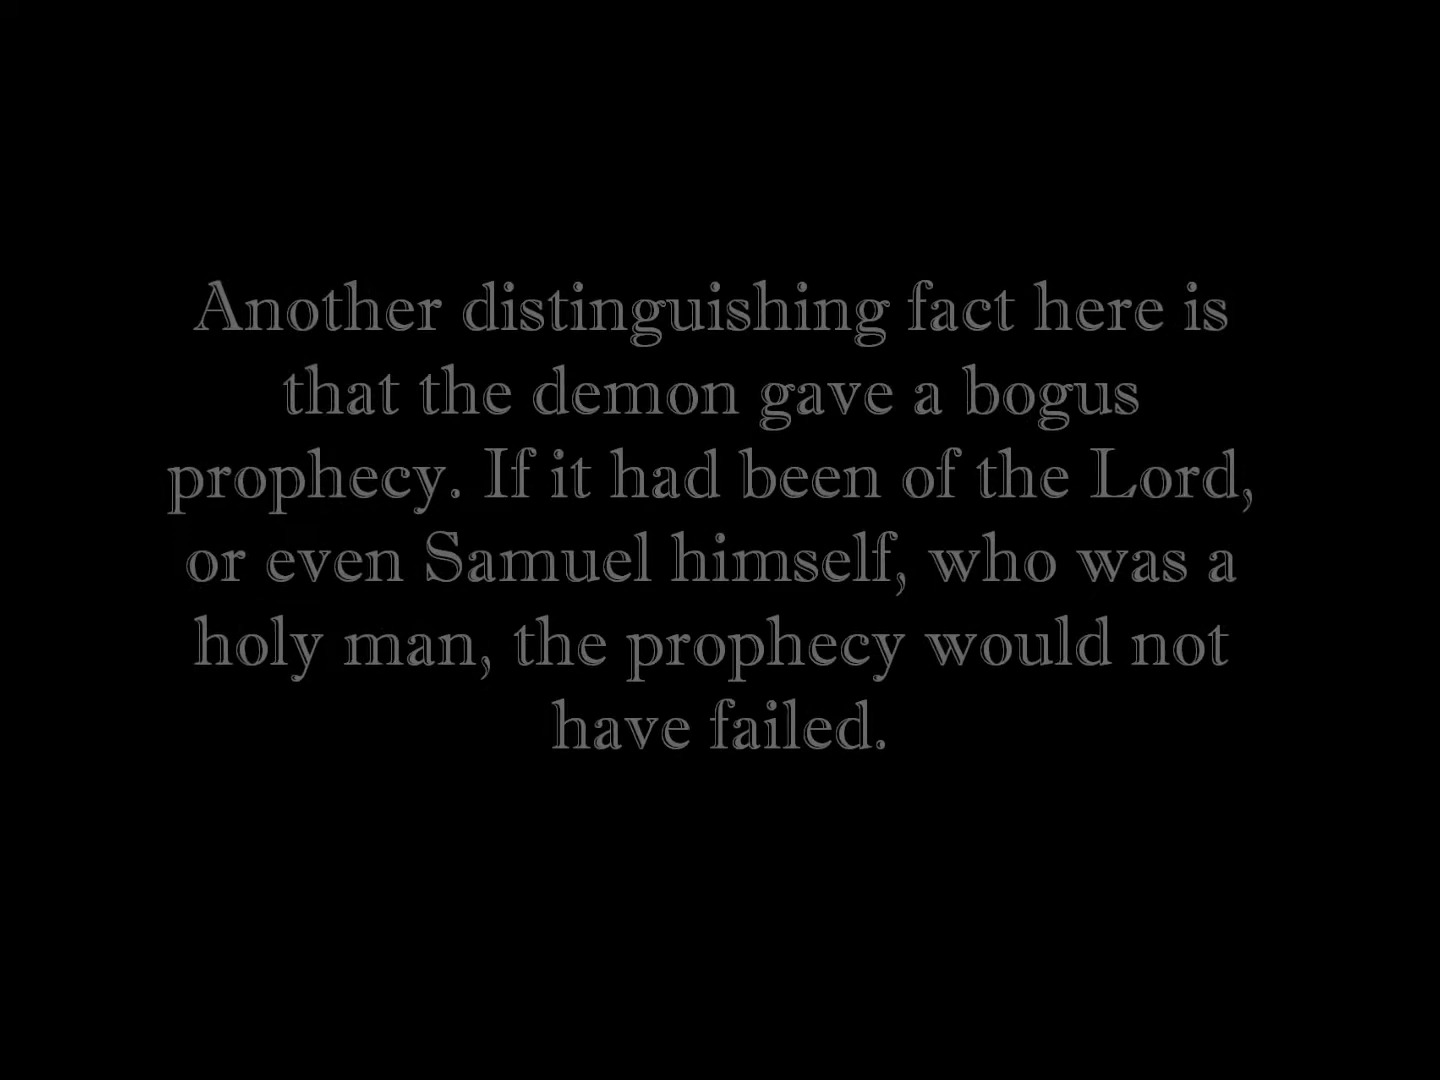 Another distinguishing fact here is
that the demon gave a bogus
prophecy. If it had been of the Lord,
or even Samuel himself, who was a
holy man, the prophecy would not
have failed.